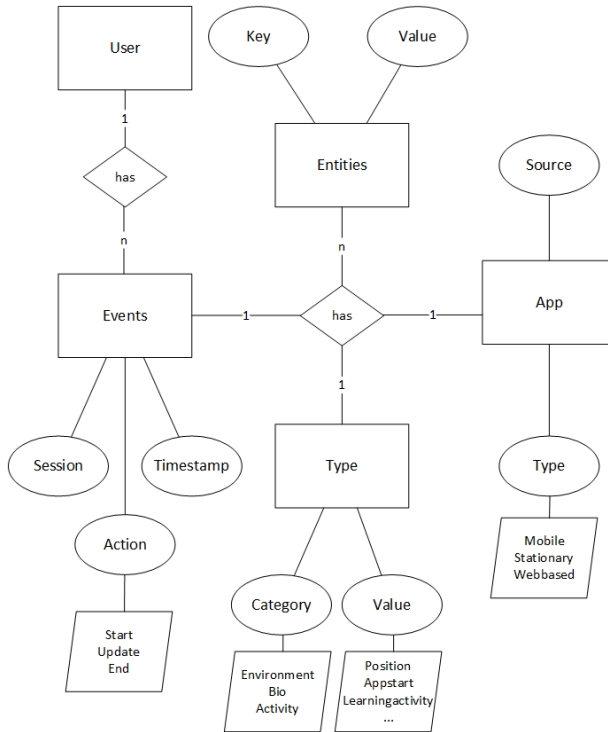 User
Key
Value
1
has
Entities
Source
n
n
Events
1
has
1
App
1
Session
Timestamp
Type
Type
Action
Mobile
Stationary
Webbased
Category
Value
Start
Update
End
Environment
Bio
Activity
Position
Appstart
Learningactivity
...